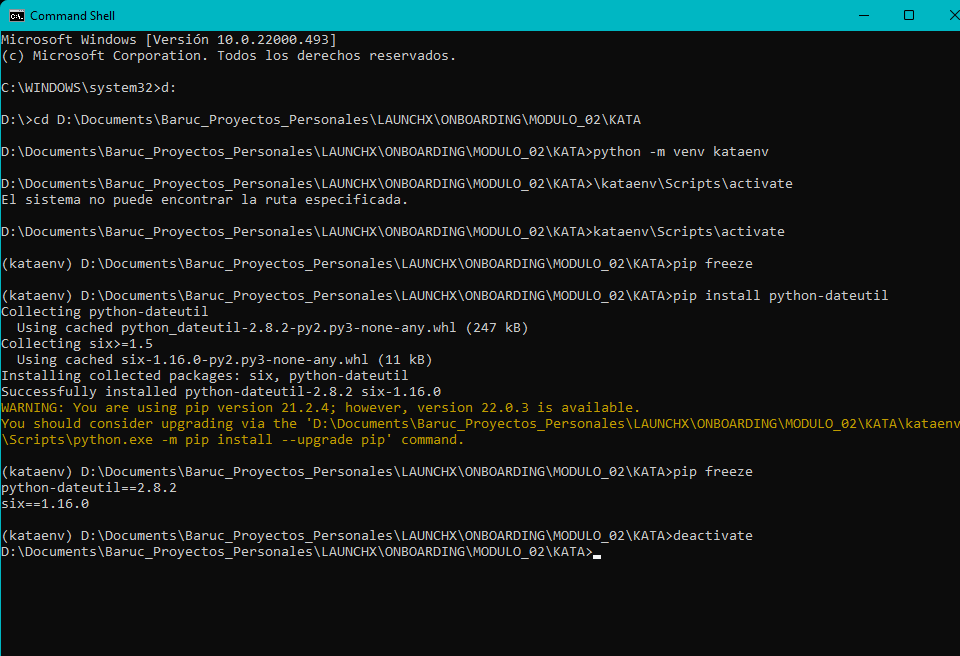 Command Shell
Microsoft Windows [Versión 10.0.22000.493]
(c) Microsoft Corporation. Todos los derechos reservados.
C:\WINDOWS\system32>d:
D:\>cd D:\Documents\Baruc_Proyectos_Personales\LAUNCHX\ONBOARDING\MODULO_02\KATA
D:\Documents\Baruc_Proyectos_Personales\LAUNCHX\ONBOARDING\MODULO_02\KATA>python -m venv kataenv
D:\Documents\Baruc_Proyectos_Personales\LAUNCHX\ONBOARDING\MODULO_02\KATA>\kataenv\Scripts\activate
El sistema no puede encontrar la ruta especificada.
D:\Documents\Baruc_Proyectos_Personales\LAUNCHX\ONBOARDING\MODULO_02\KATA>kataenv\Scripts\activate
(kataenv) D:\Documents\Baruc_Proyectos_Personales\LAUNCHX\ONBOARDING\MODULO_02\KATA>pip freeze
(kataenv) D:\Documents\Baruc_Proyectos_Personales\LAUNCHX\ONBOARDING\MODULO_02\KATA>pip install python-dateutil
Collecting python-dateutil
  Using cached python_dateutil-2.8.2-py2.py3-none-any.whl (247 kB)
Collecting six>=1.5
  Using cached six-1.16.0-py2.py3-none-any.whl (11 kB)
Installing collected packages: six, python-dateutil
Successfully installed python-dateutil-2.8.2 six-1.16.0
WARNING: You are using pip version 21.2.4; however, version 22.0.3 is available.
You should consider upgrading via the 'D:\Documents\Baruc_Proyectos_Personales\LAUNCHX\ONBOARDING\MODULO_02\KATA\kataenv
\Scripts\python.exe -m pip install --upgrade pip' command.
(kataenv) D:\Documents\Baruc_Proyectos_Personales\LAUNCHX\ONBOARDING\MODULO_02\KATA>pip freeze
python-dateutil==2.8.2
six==1.16.0
(kataenv) D:\Documents\Baruc_Proyectos_Personales\LAUNCHX\ONBOARDING\MODULO_02\KATA>deactivate
D:\Documents\Baruc_Proyectos_Personales\LAUNCHX\ONBOARDING\MODULO_02\KATA>